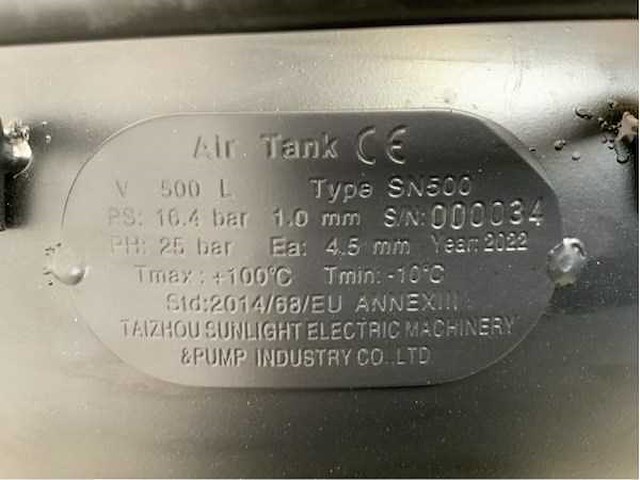 Air Tank CE
V 500 L Type SN500
PS: 16.4 bar 1.0 mm S/N: 000034
PH: 25 bar Ea: 4.5 mm Year: 2022
Tmax: +100°C Tmin: -10°C
Std:2014/68/EU ANNEXIII
TAIZHOU SUNLIGHT ELECTRIC MACHINERY
&PUMP INDUSTRY CO., LTD